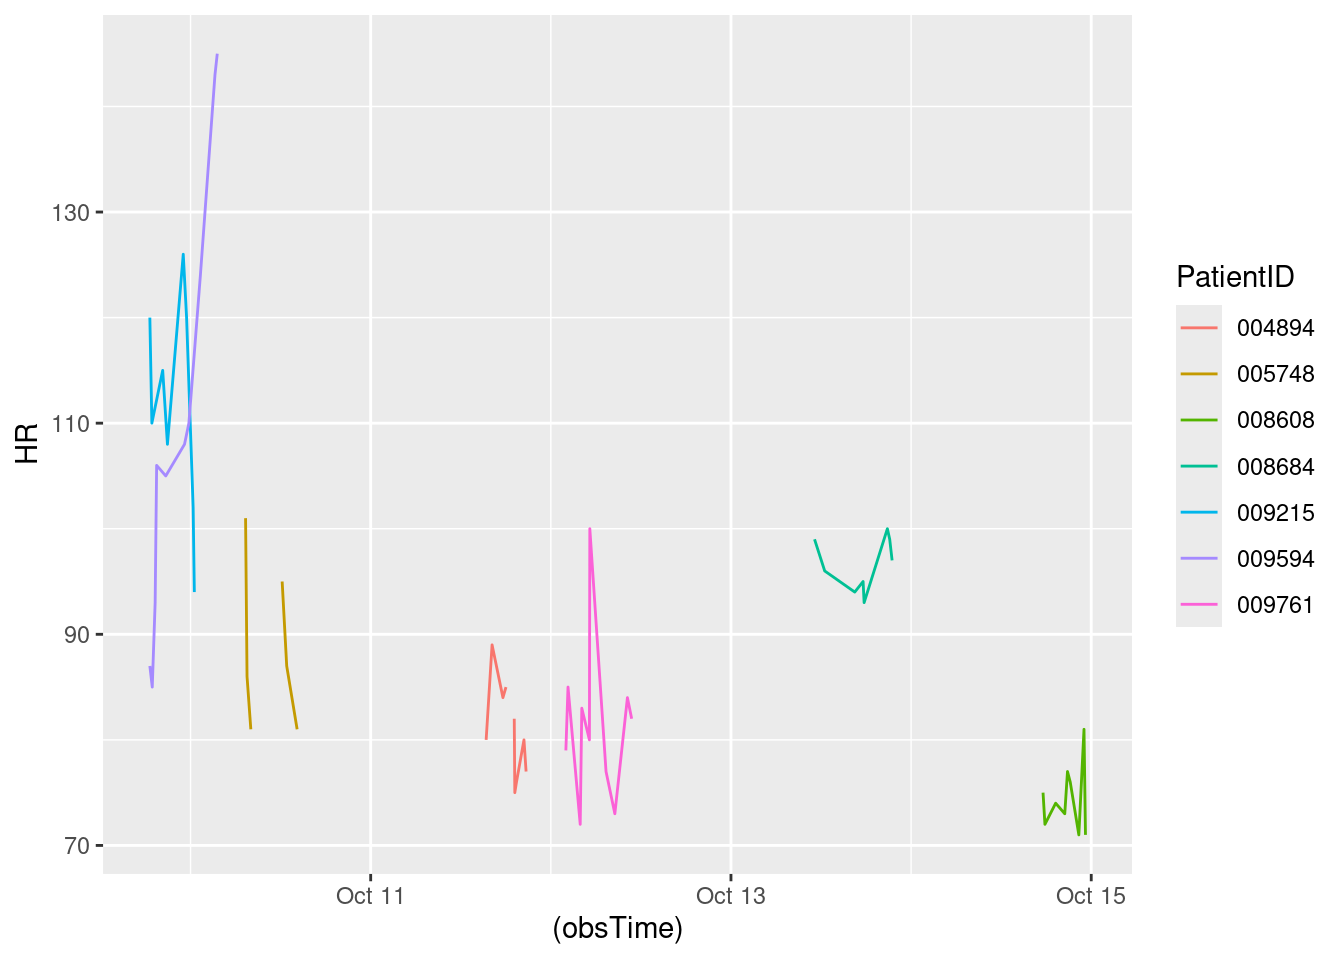 130
110
90
70
HR
Oct 11
Oct 13
Oct 15
(obsTime)
PatientID
004894
005748
008608
008684
009215
009594
009761